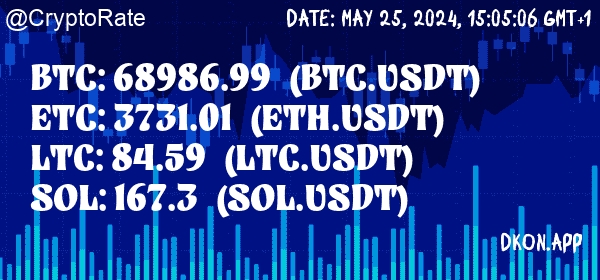 @CryptoRate
DATE: MAY 25, 2024, 15:05:06 GMT+1
BTC: 68986.99 (BTC.USDT)
ETC: 3731.01 (ETH.USDT)
LTC: 84.59 (LTC.USDT)
SOL: 167.3 (SOL.USDT)
DKON.APP